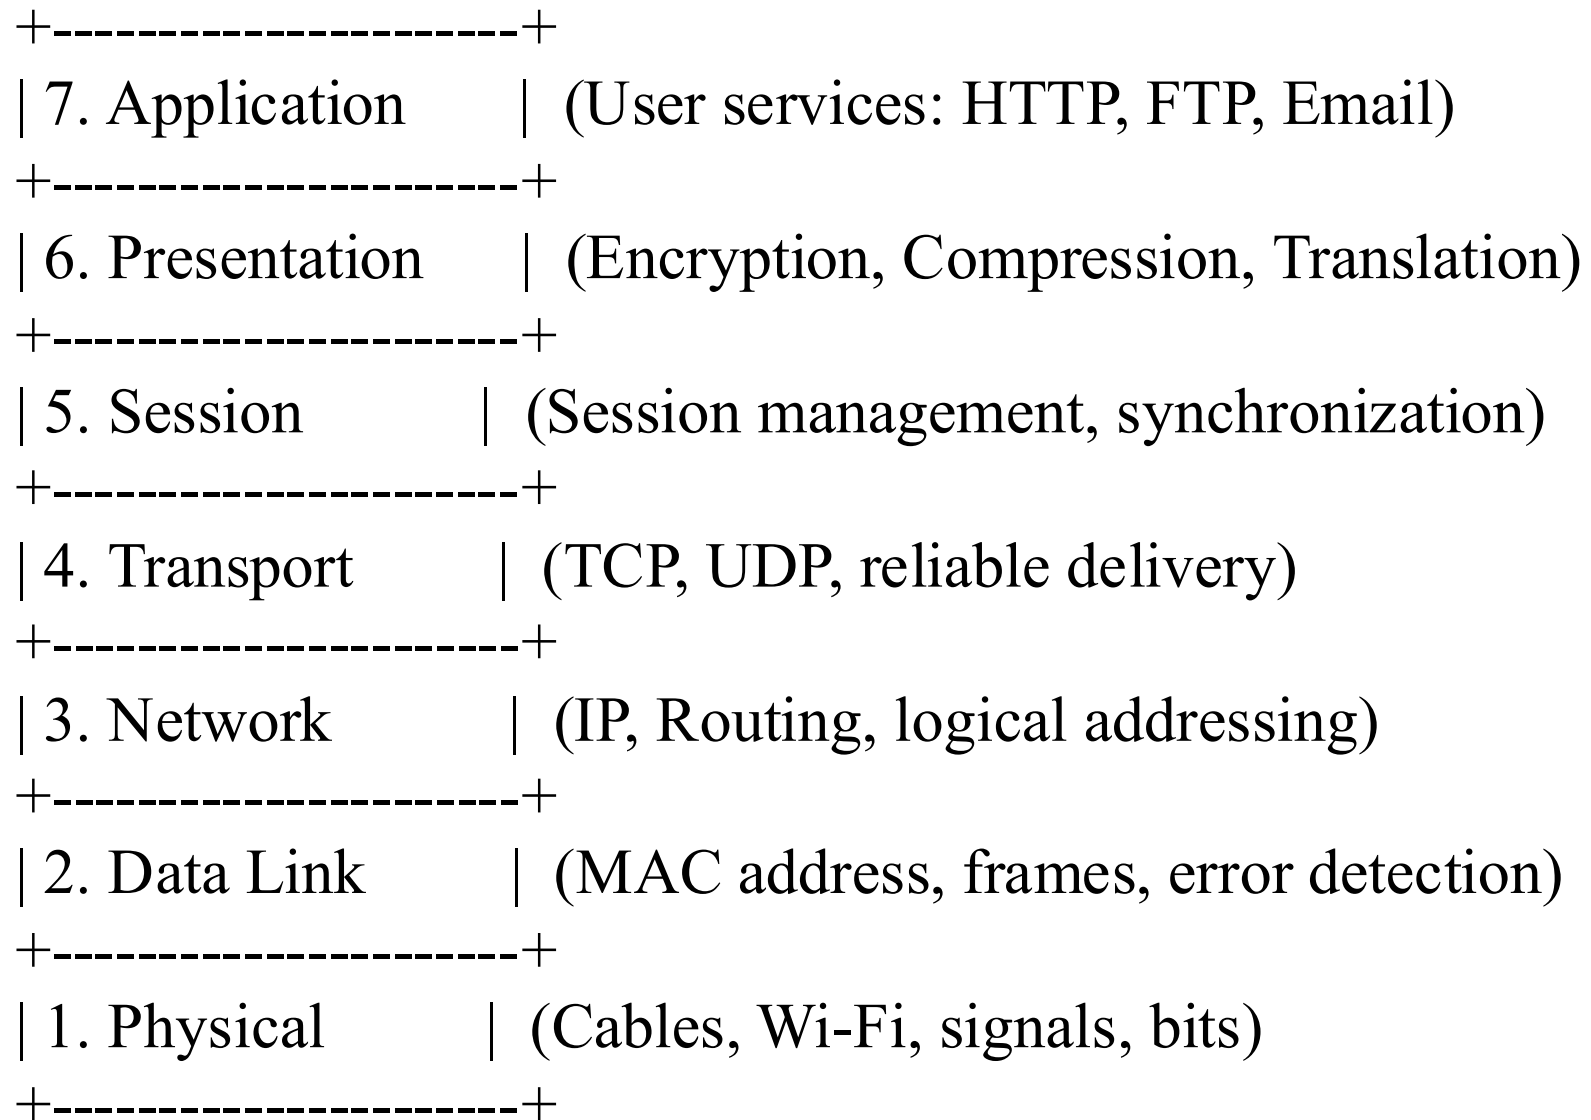 +----------------------+
| 7. Application | (User services: HTTP, FTP, Email)
+----------------------+
| 6. Presentation | (Encryption, Compression, Translation)
+----------------------+
| 5. Session | (Session management, synchronization)
+----------------------+
| 4. Transport | (TCP, UDP, reliable delivery)
+----------------------+
| 3. Network | (IP, Routing, logical addressing)
+----------------------+
| 2. Data Link | (MAC address, frames, error detection)
+----------------------+
| 1. Physical | (Cables, Wi-Fi, signals, bits)
+----------------------+